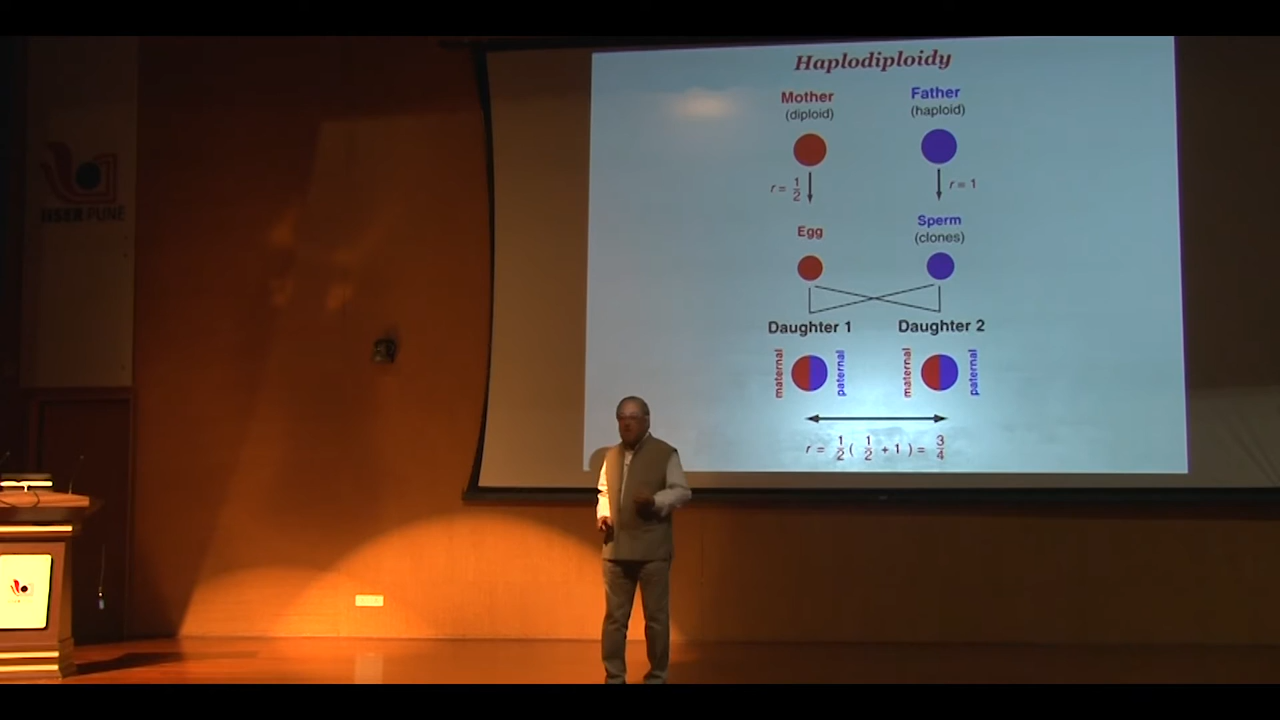 Haplodiploidy
Mother
(diploid)
Father
(haploid)
r = 1/2
r = 1
Egg
Sperm
(clones)
Daughter 1
Daughter 2
maternal
paternal
maternal
paternal
r = 1/2 ( 1/2 + 1 ) = 3/4
IISER PUNE